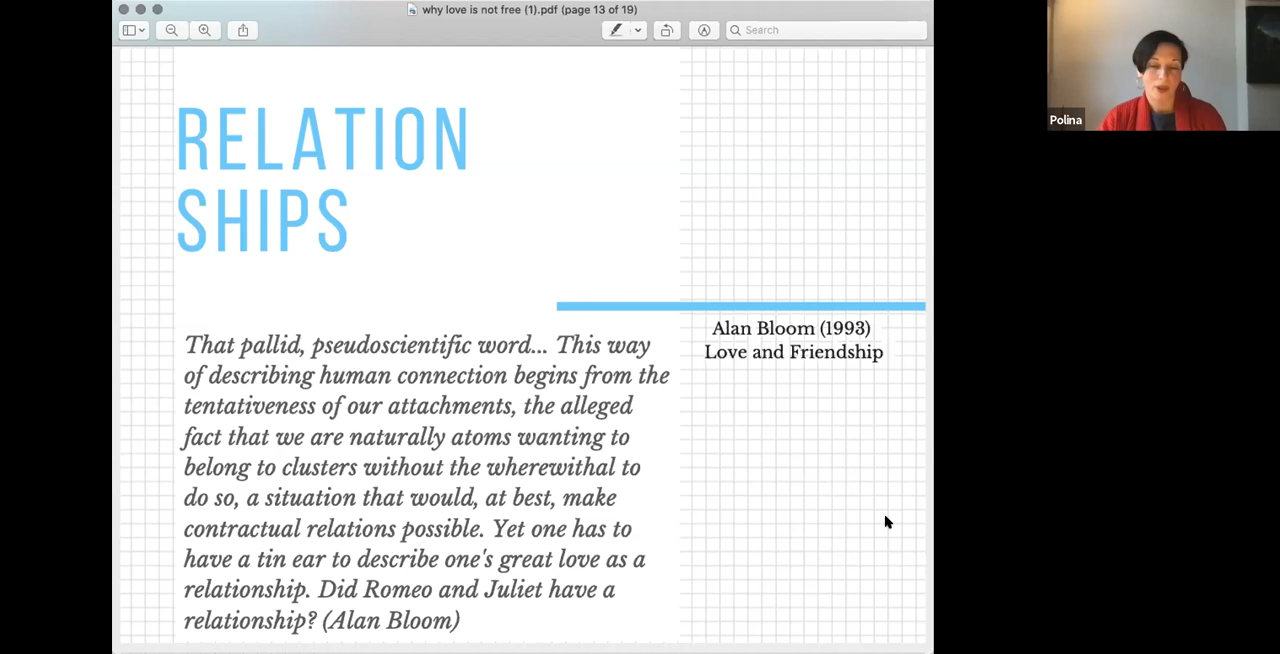 why love is not free (1).pdf (page 13 of 19)
Search
RELATION
SHIPS
Alan Bloom (1993)
Love and Friendship
That pallid, pseudoscientific word... This way
of describing human connection begins from the
tentativeness of our attachments, the alleged
fact that we are naturally atoms wanting to
belong to clusters without the wherewithal to
do so, a situation that would, at best, make
contractual relations possible. Yet one has to
have a tin ear to describe one's great love as a
relationship. Did Romeo and Juliet have a
relationship? (Alan Bloom)
Polina